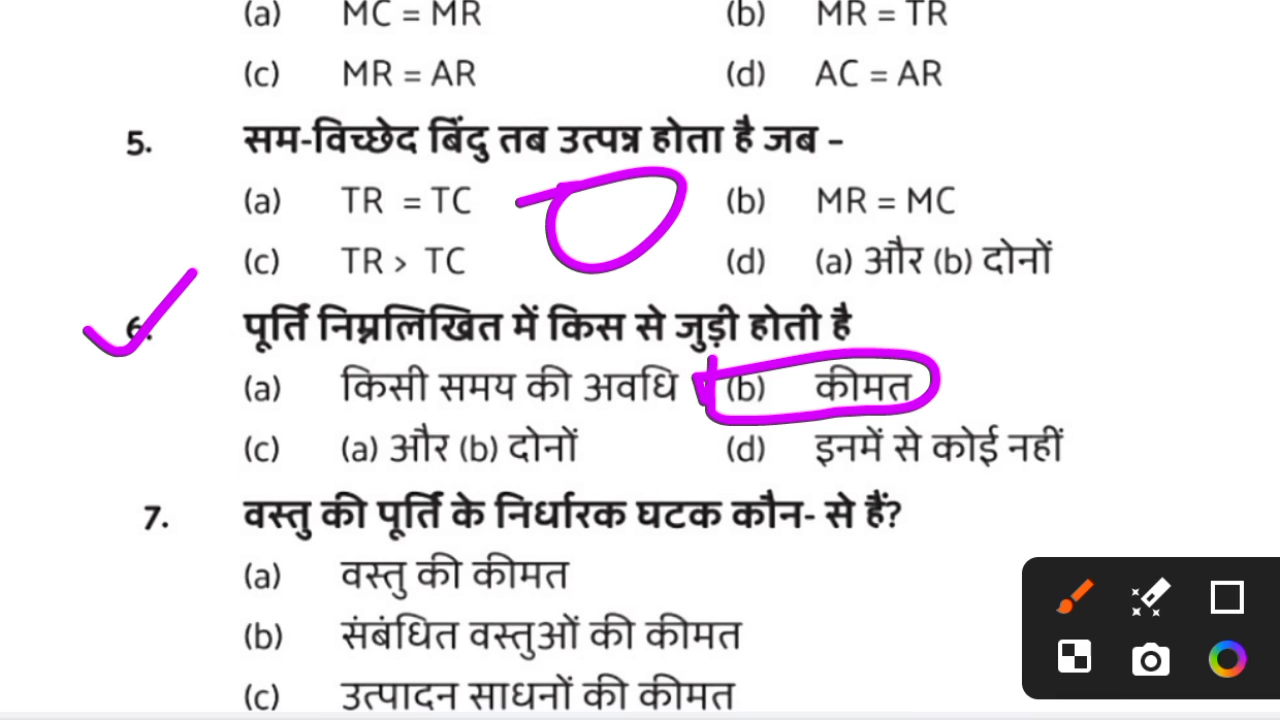 (a) MC = MR (b) MR = TR
(c) MR = AR (d) AC = AR
5. सम-विच्छेद बिंदु तब उत्पन्न होता है जब –
(a) TR = TC (b) MR = MC
(c) TR > TC (d) (a) और (b) दोनों
6. पूर्ति निम्नलिखित में किस से जुड़ी होती है
(a) किसी समय की अवधि (b) कीमत
(c) (a) और (b) दोनों (d) इनमें से कोई नहीं
7. वस्तु की पूर्ति के निर्धारक घटक कौन- से हैं?
(a) वस्तु की कीमत
(b) संबंधित वस्तुओं की कीमत
(c) उत्पादन साधनों की कीमत